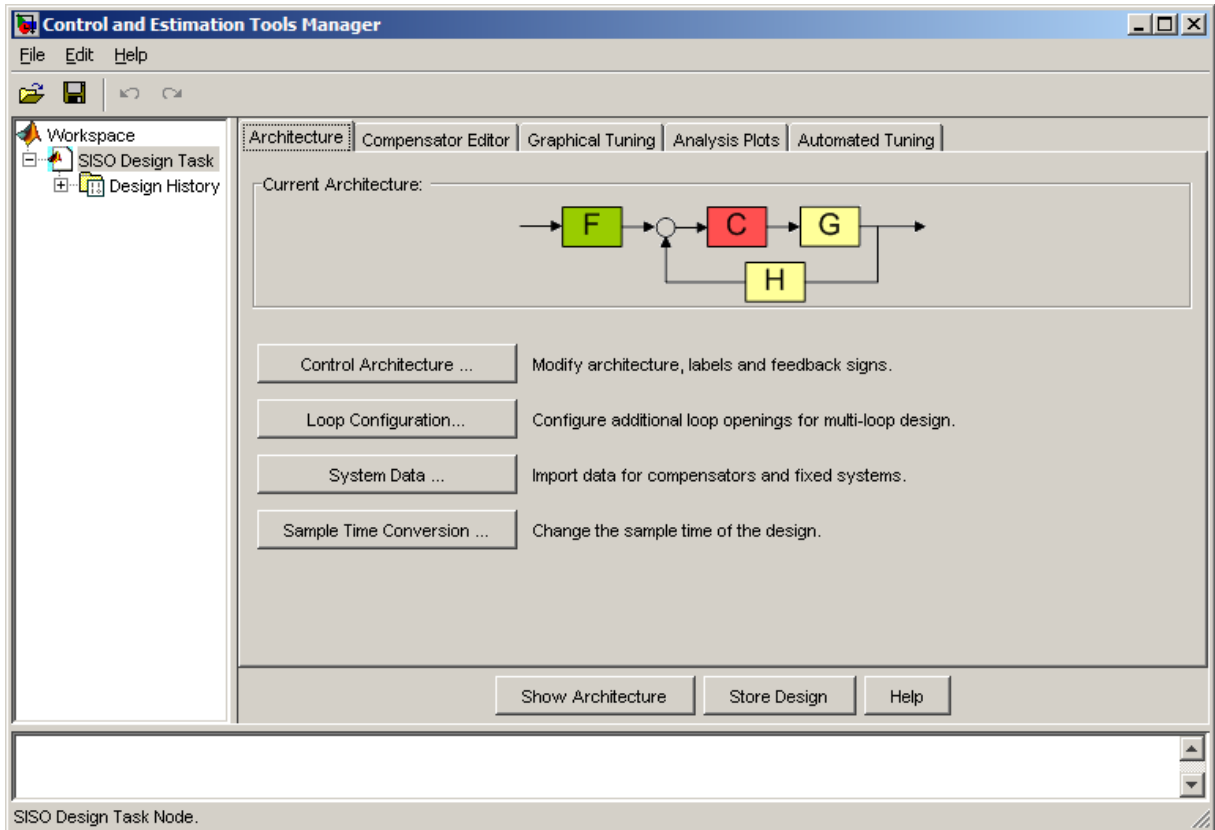 Control and Estimation Tools Manager
File Edit Help
Workspace
SISO Design Task
Design History
Architecture Compensator Editor Graphical Tuning Analysis Plots Automated Tuning
Current Architecture:
F C G
H
Control Architecture ... Modify architecture, labels and feedback signs.
Loop Configuration... Configure additional loop openings for multi-loop design.
System Data ... Import data for compensators and fixed systems.
Sample Time Conversion ... Change the sample time of the design.
Show Architecture Store Design Help
SISO Design Task Node.